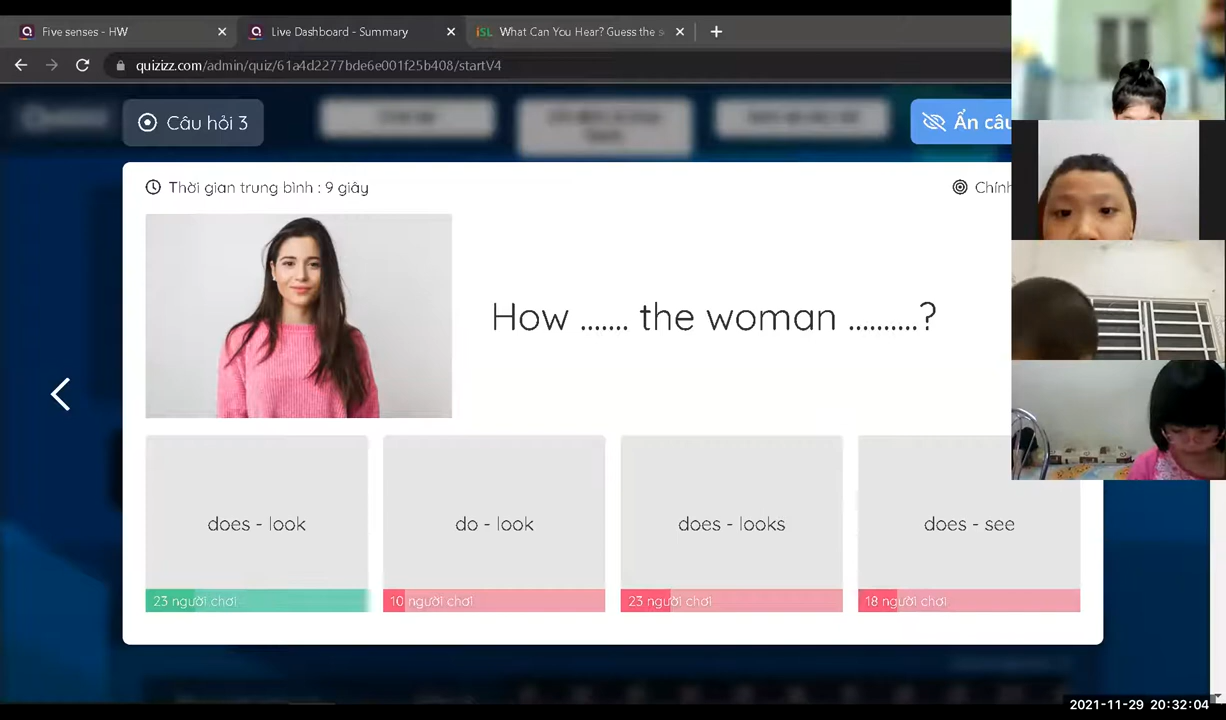 Five senses - HW
Live Dashboard - Summary
iSL What Can You Hear? Guess the s
quizizz.com/admin/quiz/61a4d2277bde6e001f25b408/startV4
Câu hỏi 3
Ẩn câu
Thời gian trung bình : 9 giây
Chính
How ....... the woman ..........?
does - look
do - look
does - looks
does - see
23 người chơi
10 người chơi
23 người chơi
18 người chơi
2021-11-29 20:32:04